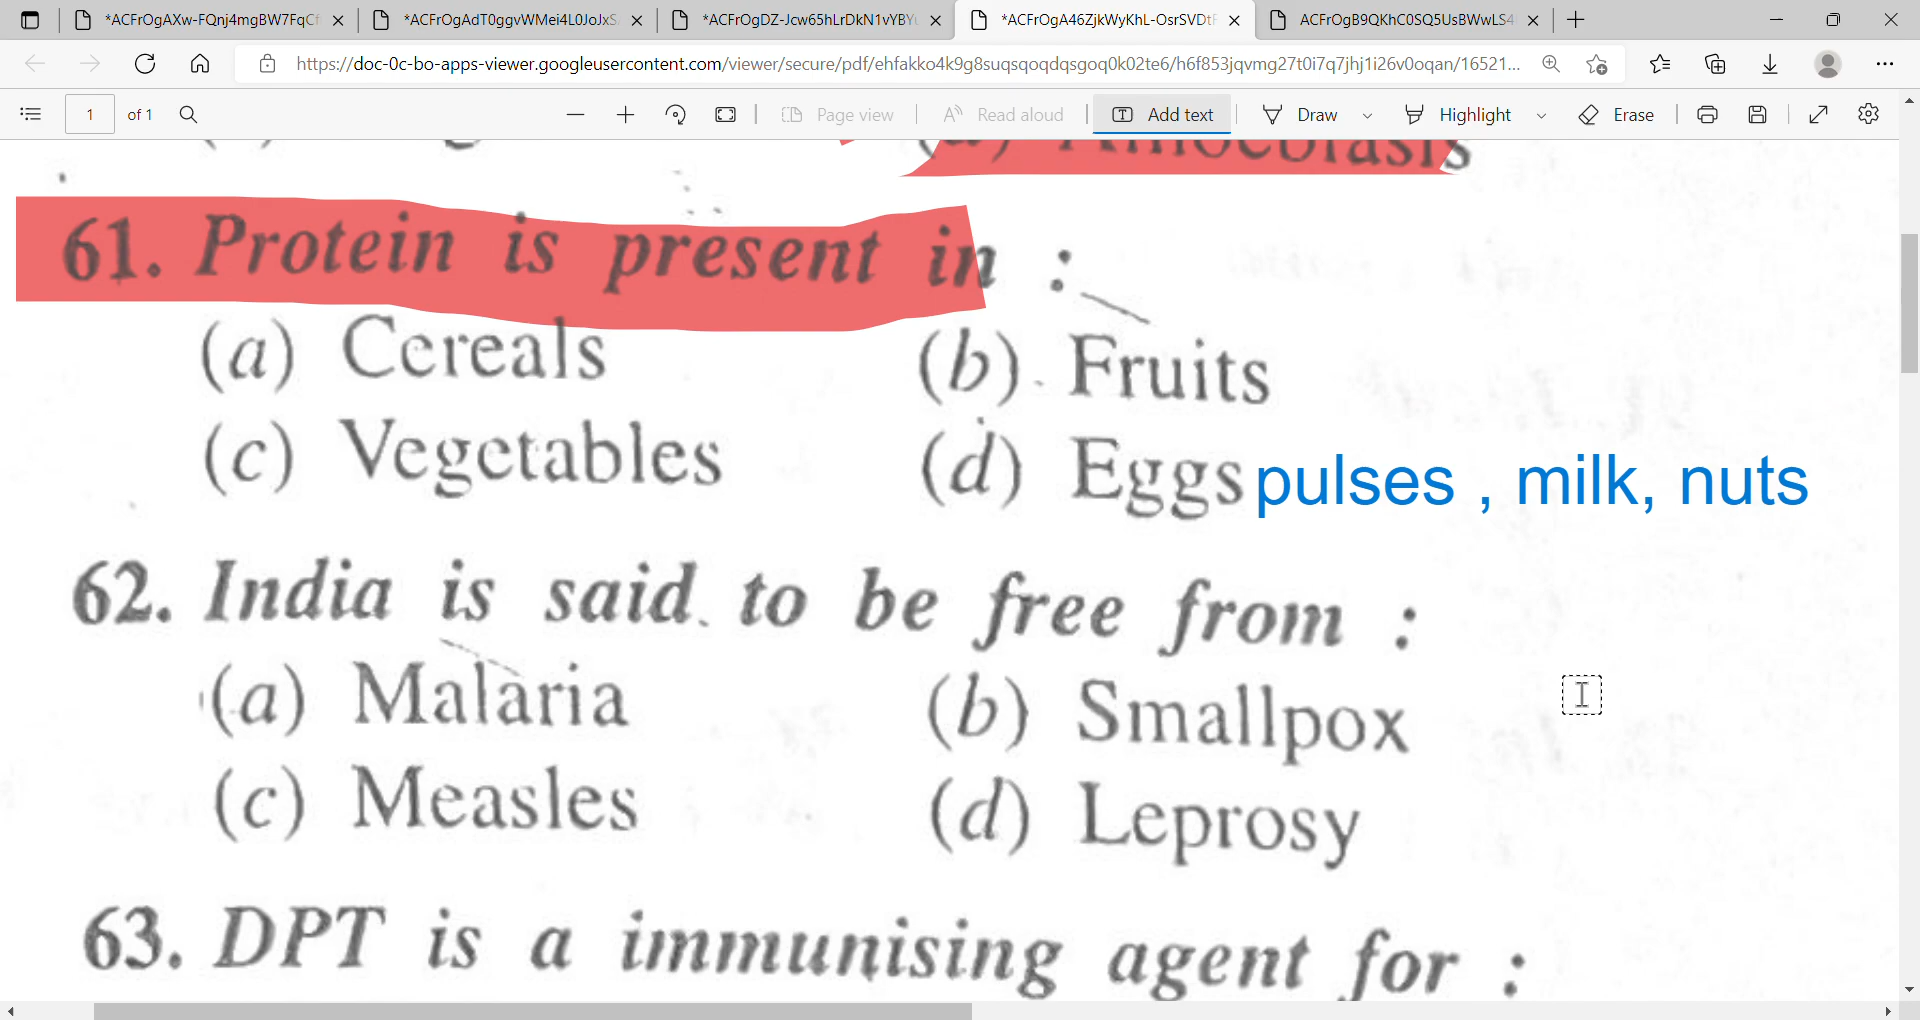 *ACFrOgAXw-FQnj4mgBW7FqCf
*ACFrOgAdT0ggvWMei4L0JoJxS
*ACFrOgDZ-Jcw65hLrDkN1vYBYu
*ACFrOgA46ZjkWyKhL-OsrSVDtF
ACFrOgB9QKhC0SQ5UsBWwLS4
https://doc-0c-bo-apps-viewer.googleusercontent.com/viewer/secure/pdf/ehfakko4k9g8suqsqoqdqsgoq0k02te6/h6f853jqvmg27t0i7q7jhj1i26v0oqan/16521...
1 of 1
Page view
Read aloud
Add text
Draw
Highlight
Erase
61. Protein is present in :
(a) Cereals (b) Fruits
(c) Vegetables (d) Eggs pulses , milk, nuts
62. India is said to be free from :
(a) Malaria (b) Smallpox
(c) Measles (d) Leprosy
63. DPT is a immunising agent for :